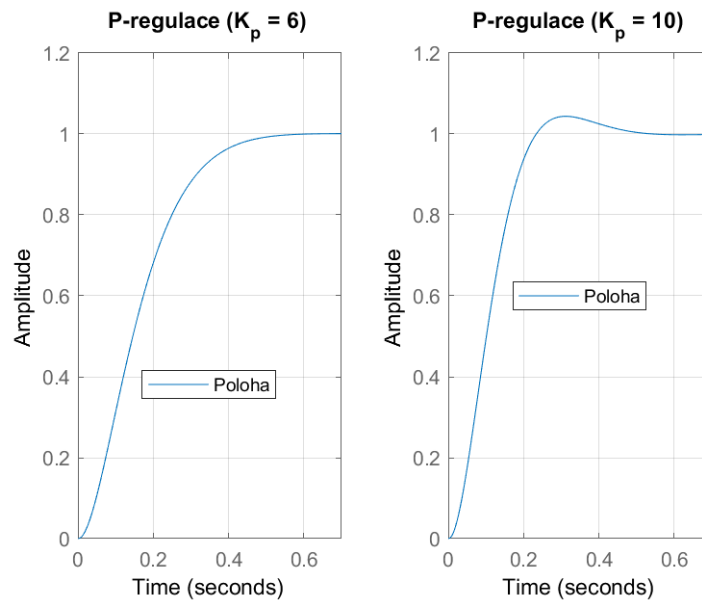 P-regulace (Kp = 6)
1.2
1
0.8
0.6
0.4
0.2
0
Amplitude
Poloha
0 0.2 0.4 0.6
Time (seconds)
P-regulace (Kp = 10)
1.2
1
0.8
0.6
0.4
0.2
0
Amplitude
Poloha
0 0.2 0.4 0.6
Time (seconds)